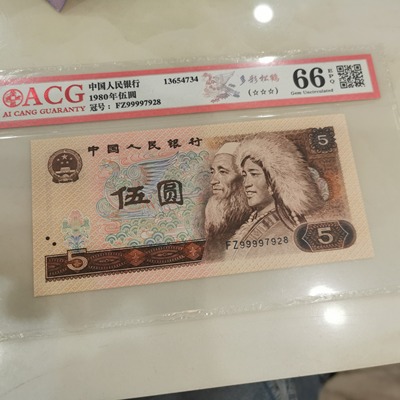 ACG
AI CANG GUARANTY
中国人民银行
1980年伍圆
冠号：FZ99997928
13654734
多彩松鹤
(☆☆☆)
66
EPQ
Gem Uncirculated
中国人民银行
5
伍圆
5
FZ99997928
5